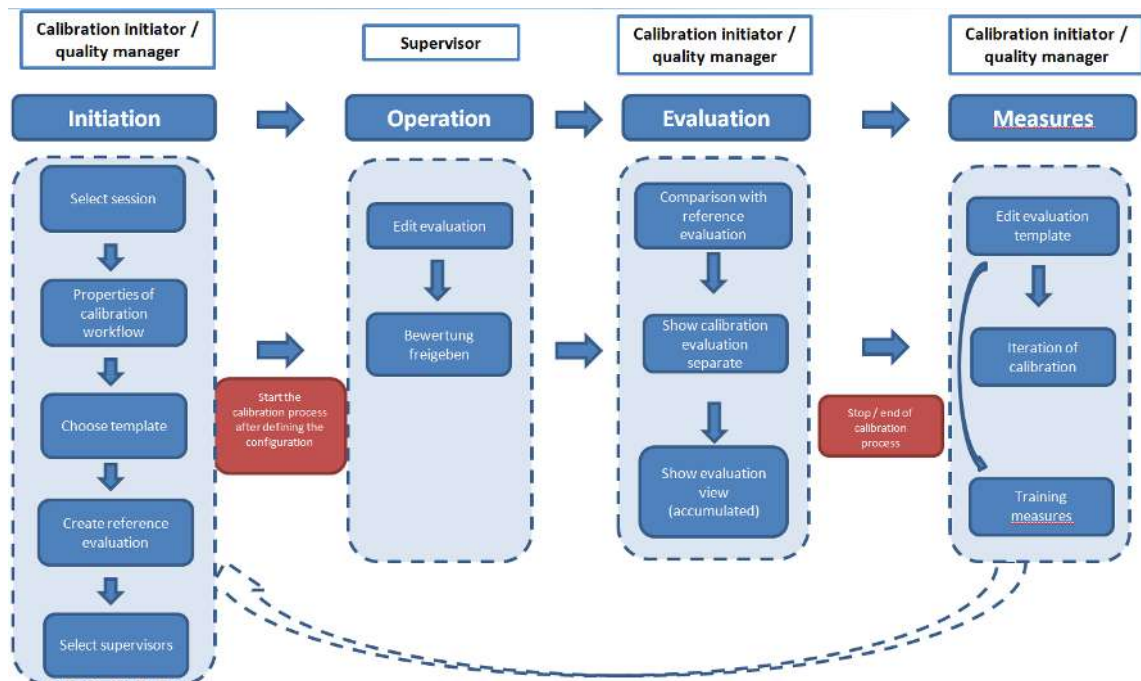 Calibration initiator /
quality manager
Supervisor
Calibration initiator /
quality manager
Calibration initiator /
quality manager
Initiation
Operation
Evaluation
Measures
Select session
Properties of
calibration
workflow
Choose template
Create reference
evaluation
Select supervisors
Start the
calibration process
after defining the
configuration
Edit evaluation
Bewertung
freigeben
Comparison with
reference
evaluation
Show calibration
evaluation
separate
Show evaluation
view
(accumulated)
Stop / end of
calibration
process
Edit evaluation
template
Iteration of
calibration
Training
measures